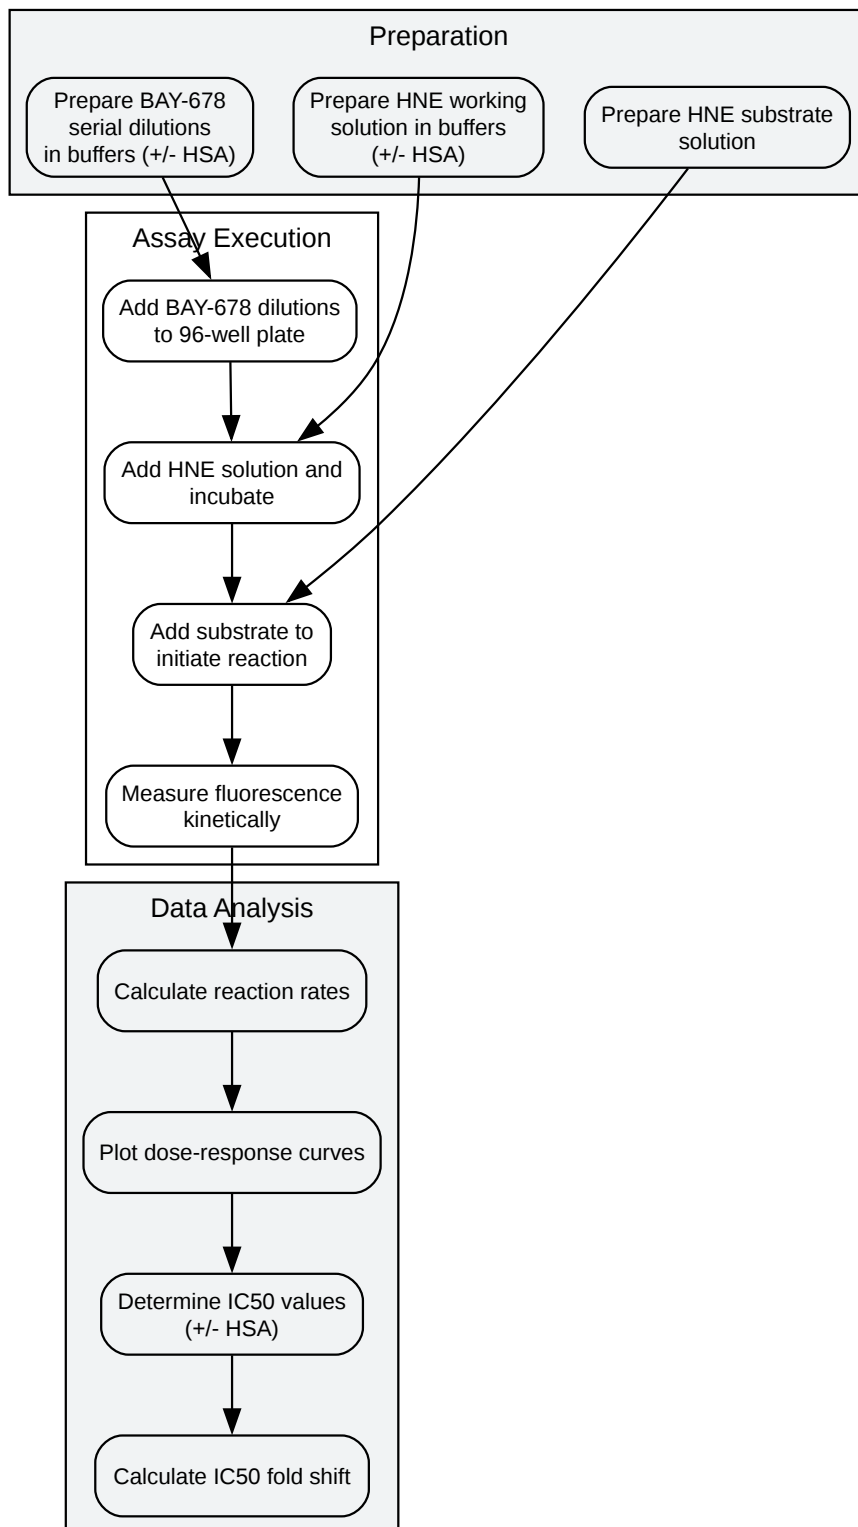 Preparation
Prepare BAY-678
serial dilutions
in buffers (+/- HSA)
Prepare HNE working
solution in buffers
(+/- HSA)
Prepare HNE substrate
solution
Assay Execution
Add BAY-678 dilutions
to 96-well plate
Add HNE solution and
incubate
Add substrate to
initiate reaction
Measure fluorescence
kinetically
Data Analysis
Calculate reaction rates
Plot dose-response curves
Determine IC50 values
(+/- HSA)
Calculate IC50 fold shift